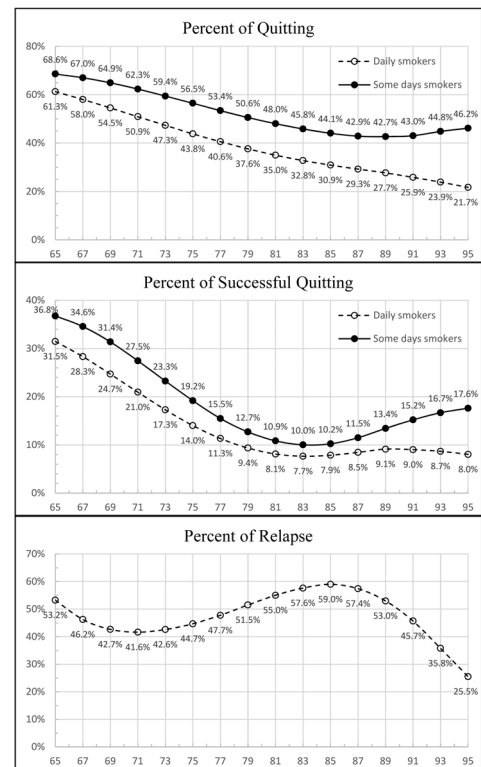 Percent of Quitting
80%
60%
40%
20%
0%
Daily smokers
Some days smokers
68.6% 67.0% 64.9% 62.3% 59.4% 56.5% 53.4% 50.6% 48.0% 45.8% 44.1% 42.9% 42.7% 43.0% 44.8% 46.2%
61.3% 58.0% 54.5% 50.9% 47.3% 43.8% 40.6% 37.6% 35.0% 32.8% 30.9% 29.3% 27.7% 25.9% 23.9% 21.7%
65 67 69 71 73 75 77 79 81 83 85 87 89 91 93 95
Percent of Successful Quitting
40%
30%
20%
10%
0%
Daily smokers
Some days smokers
36.8% 34.6% 31.4% 27.5% 23.3% 19.2% 15.5% 12.7% 10.9% 10.0% 10.2% 11.5% 13.4% 15.2% 16.7% 17.6%
31.5% 28.3% 24.7% 21.0% 17.3% 14.0% 11.3% 9.4% 8.1% 7.7% 7.9% 8.5% 9.1% 9.0% 8.7% 8.0%
65 67 69 71 73 75 77 79 81 83 85 87 89 91 93 95
Percent of Relapse
70%
60%
50%
40%
30%
20%
10%
0%
53.2% 46.2% 42.7% 41.6% 42.6% 44.7% 47.7% 51.5% 55.0% 57.6% 59.0% 57.4% 53.0% 45.7% 35.8% 25.5%
65 67 69 71 73 75 77 79 81 83 85 87 89 91 93 95